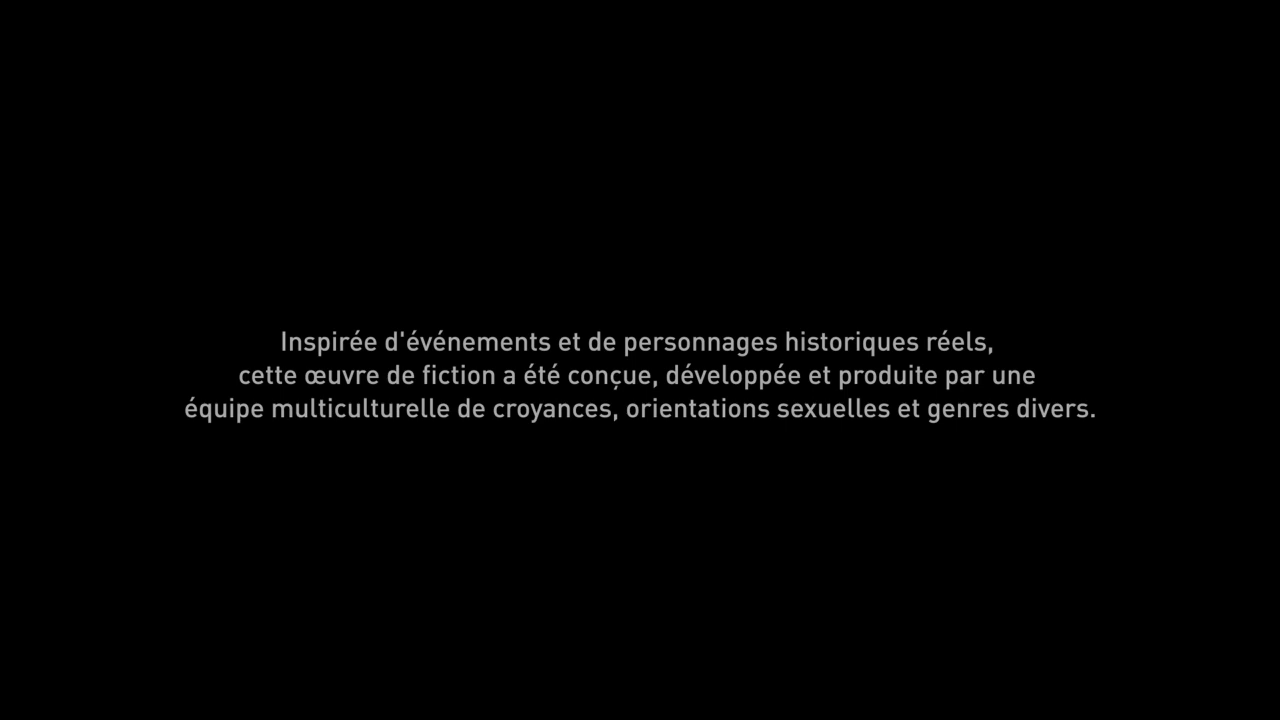 Inspirée d'événements et de personnages historiques réels,
cette œuvre de fiction a été conçue, développée et produite par une
équipe multiculturelle de croyances, orientations sexuelles et genres divers.